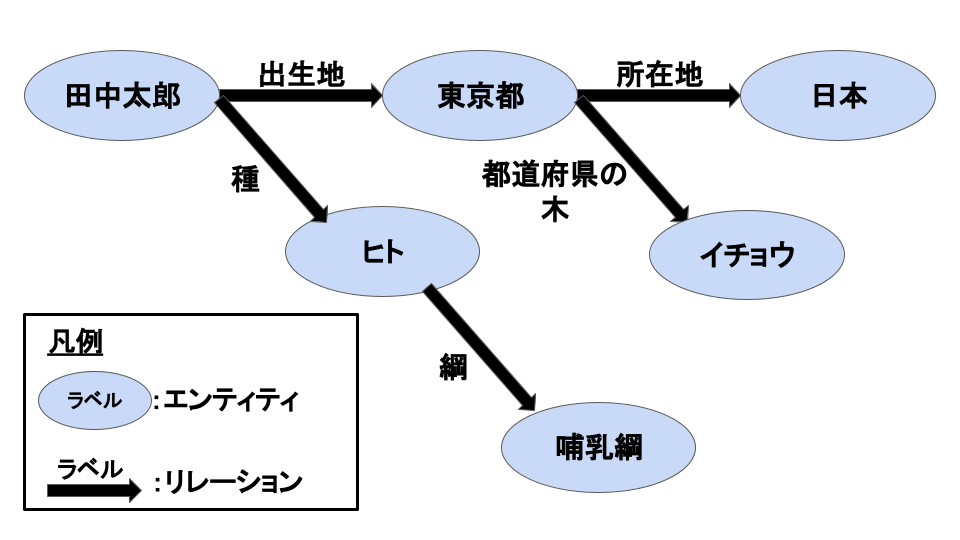 出生地
所在地
田中太郎
東京都
日本
種
都道府県の
木
ヒト
イチョウ
綱
哺乳綱
凡例
ラベル
：エンティティ
ラベル
：リレーション